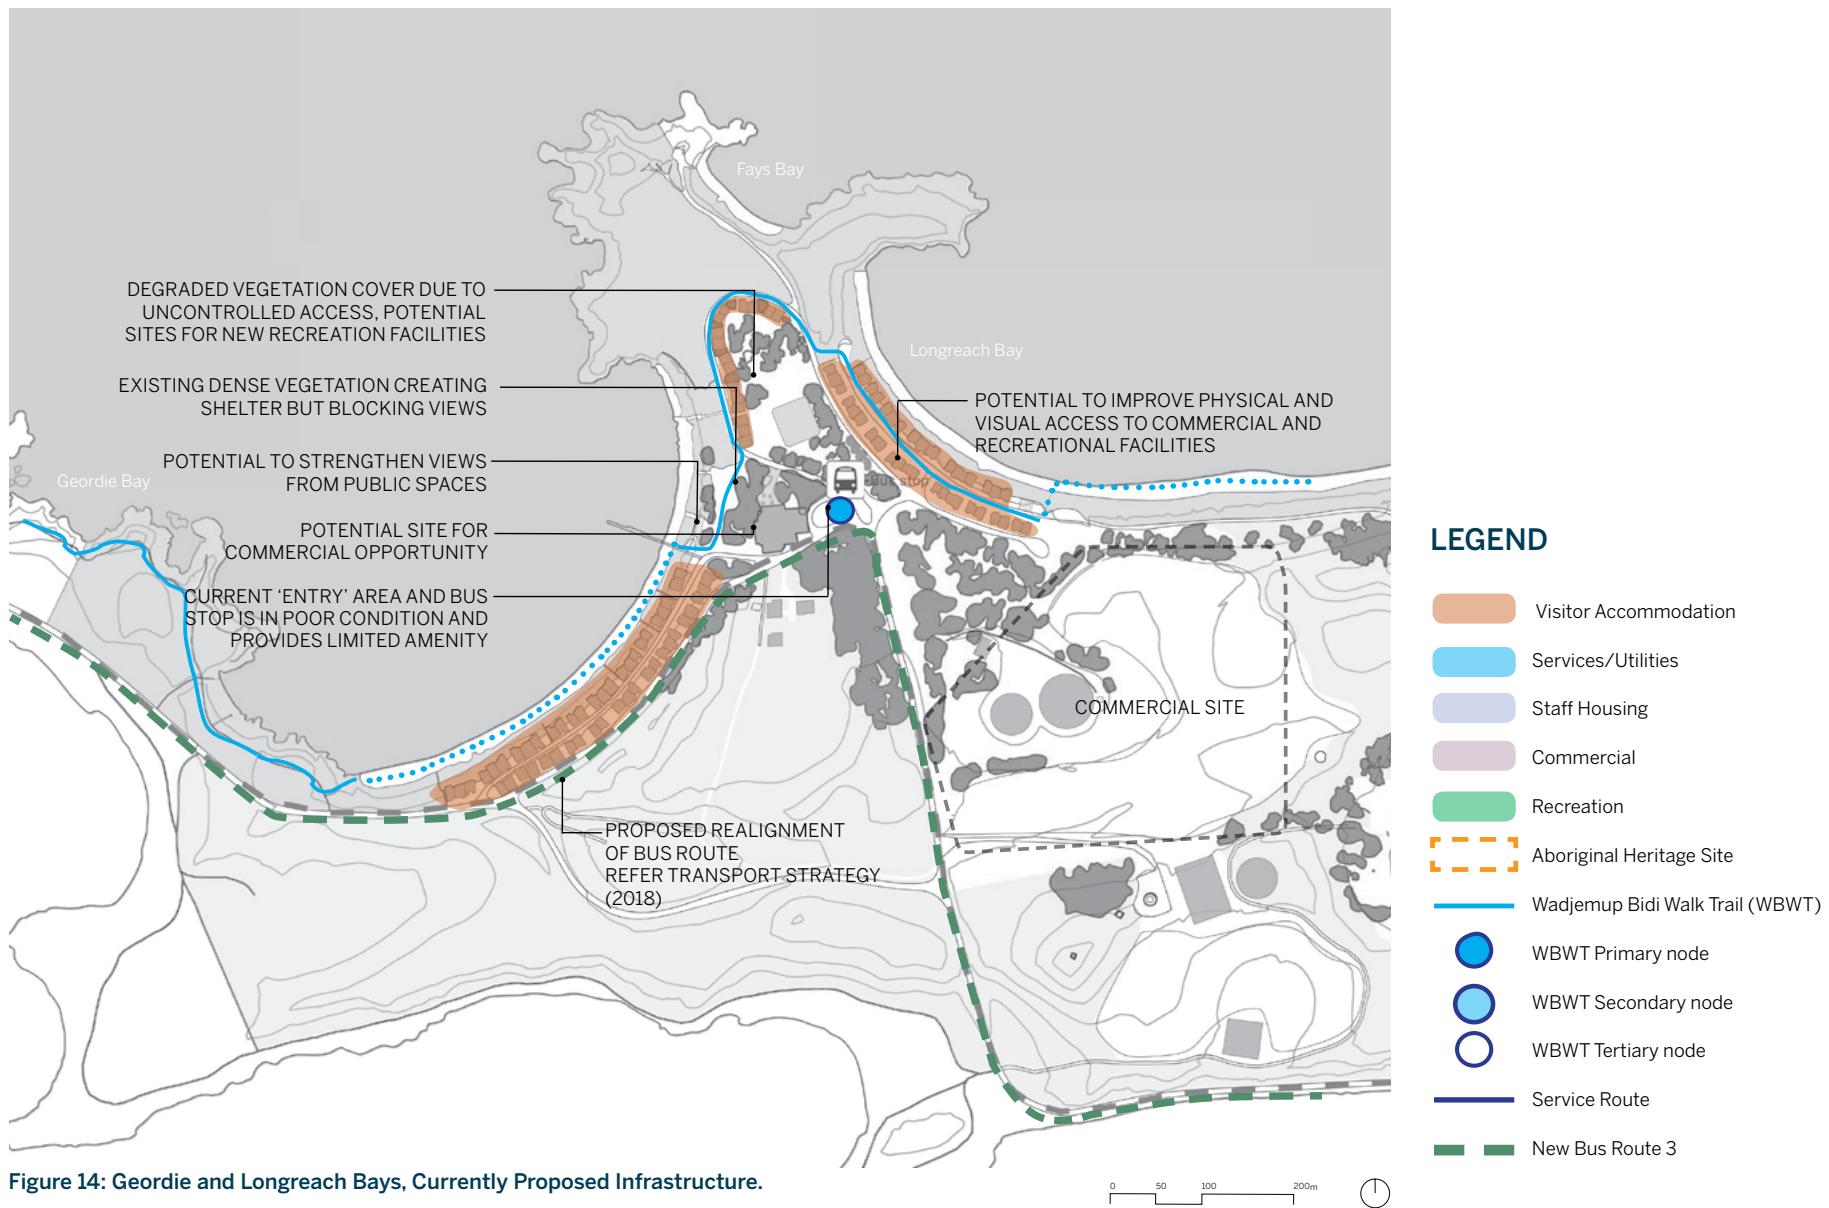 Fays Bay
DEGRADED VEGETATION COVER DUE TO
UNCONTROLLED ACCESS, POTENTIAL
SITES FOR NEW RECREATION FACILITIES
Longreach Bay
EXISTING DENSE VEGETATION CREATING
SHELTER BUT BLOCKING VIEWS
POTENTIAL TO IMPROVE PHYSICAL AND
VISUAL ACCESS TO COMMERCIAL AND
RECREATIONAL FACILITIES
POTENTIAL TO STRENGTHEN VIEWS
FROM PUBLIC SPACES
Geordie Bay
Bus stop
POTENTIAL SITE FOR
COMMERCIAL OPPORTUNITY
CURRENT ‘ENTRY’ AREA AND BUS
STOP IS IN POOR CONDITION AND
PROVIDES LIMITED AMENITY
COMMERCIAL SITE
PROPOSED REALIGNMENT
OF BUS ROUTE
REFER TRANSPORT STRATEGY
(2018)
LEGEND
Visitor Accommodation
Services/Utilities
Staff Housing
Commercial
Recreation
Aboriginal Heritage Site
Wadjemup Bidi Walk Trail (WBWT)
WBWT Primary node
WBWT Secondary node
WBWT Tertiary node
Service Route
New Bus Route 3
Figure 14: Geordie and Longreach Bays, Currently Proposed Infrastructure.
0 50 100 200m